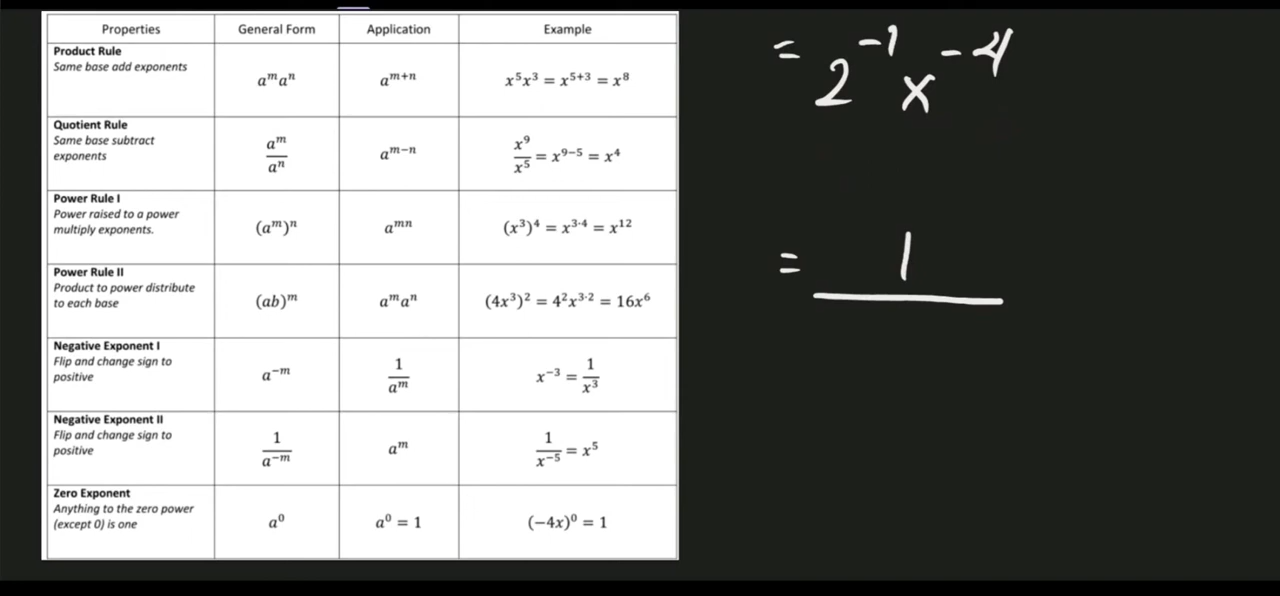 Properties General Form Application Example
Product Rule
Same base add exponents
aᵐaⁿ aᵐ⁺ⁿ x⁵x³ = x⁵⁺³ = x⁸
Quotient Rule
Same base subtract
exponents
aᵐ/aⁿ aᵐ⁻ⁿ x⁹/x⁵ = x⁹⁻⁵ = x⁴
Power Rule I
Power raised to a power
multiply exponents.
(aᵐ)ⁿ aᵐⁿ (x³)⁴ = x³·⁴ = x¹²
Power Rule II
Product to power distribute
to each base
(ab)ᵐ aᵐaⁿ (4x³)² = 4²x³·² = 16x⁶
Negative Exponent I
Flip and change sign to
positive
a⁻ᵐ 1/aᵐ x⁻³ = 1/x³
Negative Exponent II
Flip and change sign to
positive
1/a⁻ᵐ aᵐ 1/x⁻⁵ = x⁵
Zero Exponent
Anything to the zero power
(except 0) is one
a⁰ a⁰ = 1 (−4x)⁰ = 1
= 2⁻¹ x⁻⁴
= 1